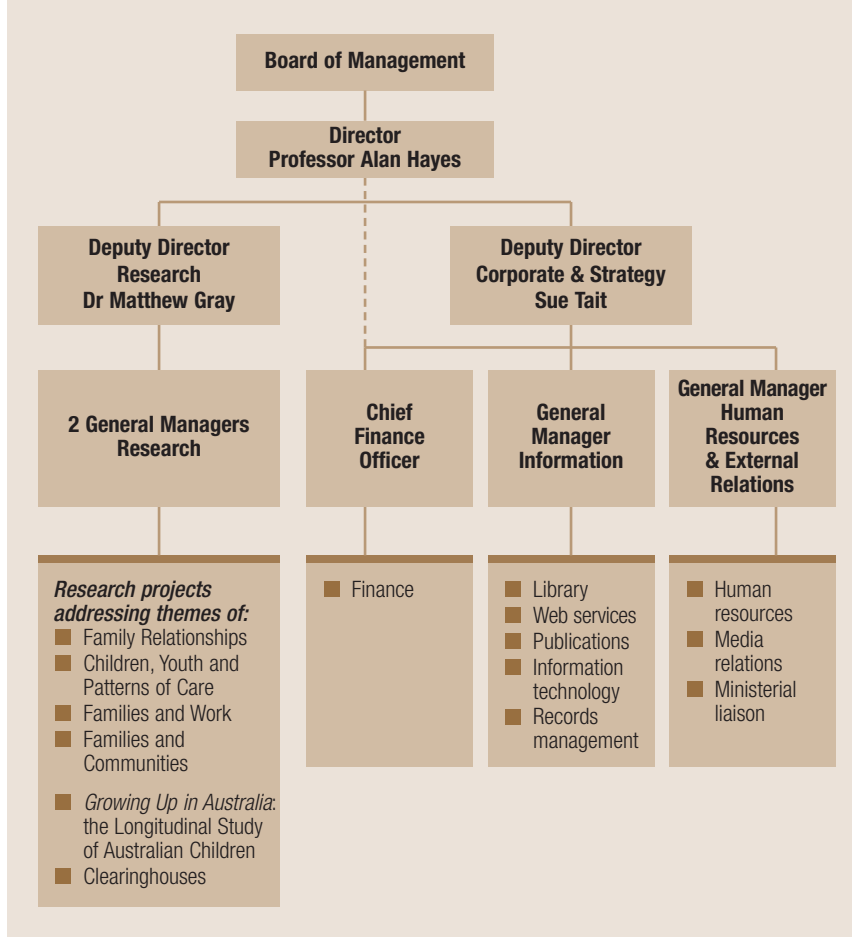 Board of Management
Director
Professor Alan Hayes
Deputy Director
Research
Dr Matthew Gray
Deputy Director
Corporate & Strategy
Sue Tait
2 General Managers
Research
Chief
Finance
Officer
General
Manager
Information
General Manager
Human
Resources
& External
Relations
Research projects
addressing themes of:
Family Relationships
Children, Youth and
Patterns of Care
Families and Work
Families and
Communities
Growing Up in Australia:
the Longitudinal Study
of Australian Children
Clearinghouses
Finance
Library
Web services
Publications
Information
technology
Records
management
Human
resources
Media
relations
Ministerial
liaison